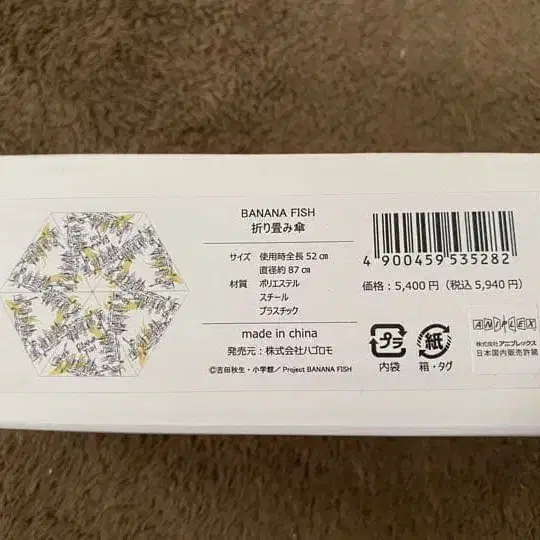 BANANA FISH
折り畳み傘
サイズ 使用時全長 52 ㎝
直径約 87 ㎝
材質 ポリエステル
スチール
プラスチック
made in china
発売元：株式会社ハゴロモ
©吉田秋生・小学館／Project BANANA FISH
4 900459 535282
価格：5,400 円（税込 5,940 円）
プラ
内袋
紙
箱・タグ
ANIPLEX
株式会社アニプレックス
日本国内販売許諾